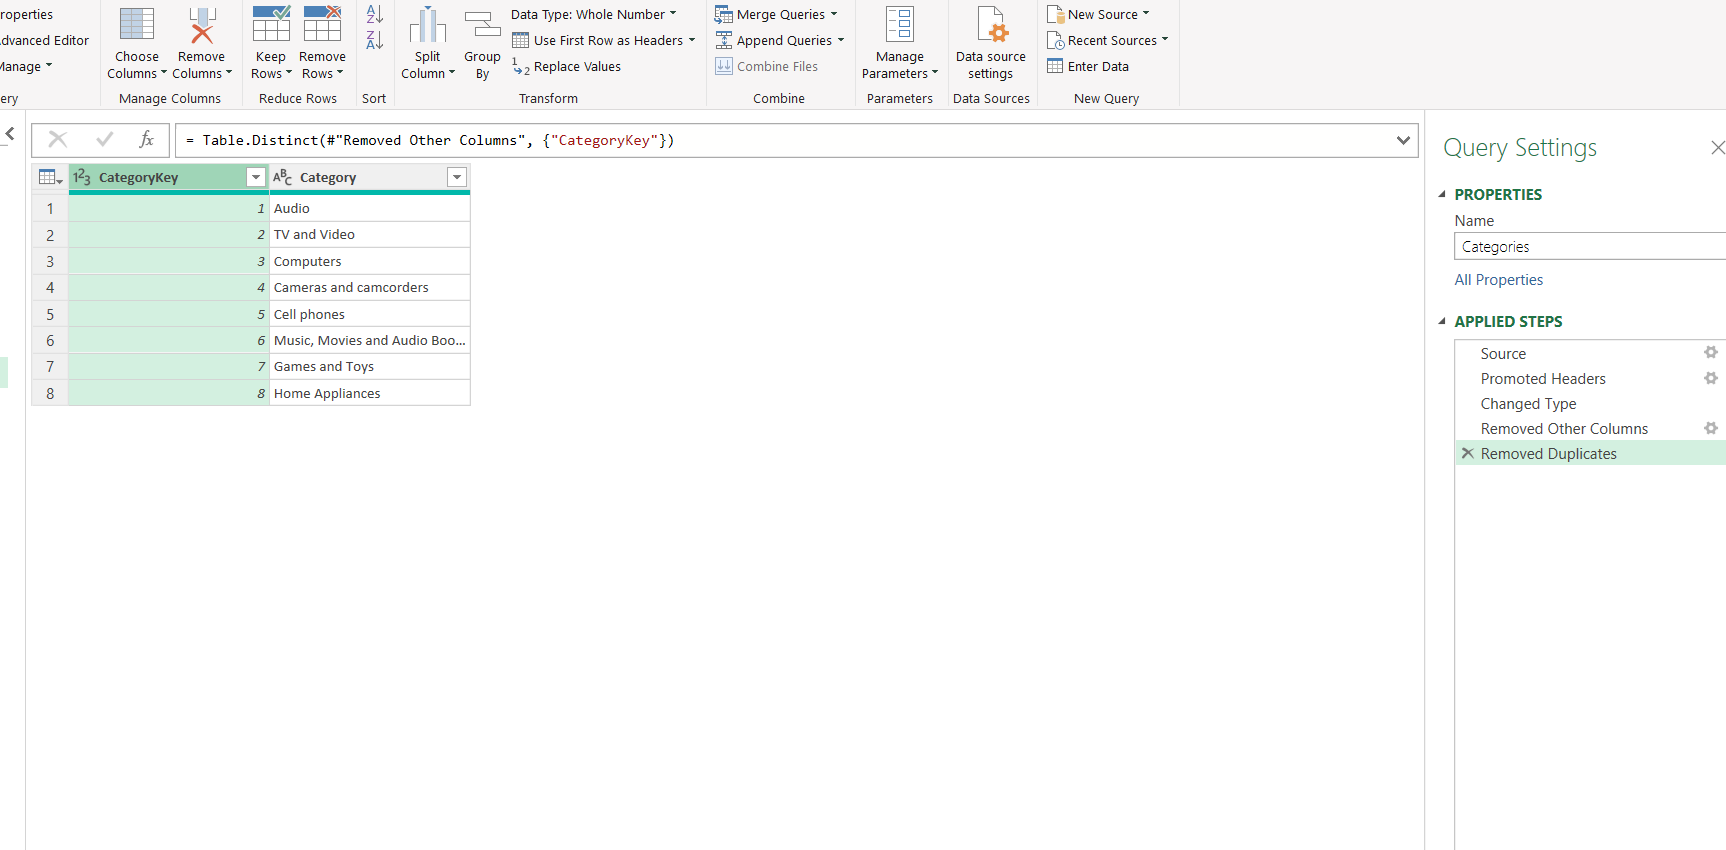 roperties
dvanced Editor
Manage
ery
Choose
Columns
Remove
Columns
Manage Columns
Keep
Rows
Remove
Rows
Reduce Rows
Sort
Split
Column
Group
By
Data Type: Whole Number
Use First Row as Headers
Replace Values
Transform
Merge Queries
Append Queries
Combine Files
Combine
Manage
Parameters
Parameters
Data source
settings
Data Sources
New Source
Recent Sources
Enter Data
New Query
fx
= Table.Distinct(#"Removed Other Columns", {"CategoryKey"})
CategoryKey Category
1 1 Audio
2 2 TV and Video
3 3 Computers
4 4 Cameras and camcorders
5 5 Cell phones
6 6 Music, Movies and Audio Boo...
7 7 Games and Toys
8 8 Home Appliances
Query Settings
PROPERTIES
Name
Categories
All Properties
APPLIED STEPS
Source
Promoted Headers
Changed Type
Removed Other Columns
Removed Duplicates